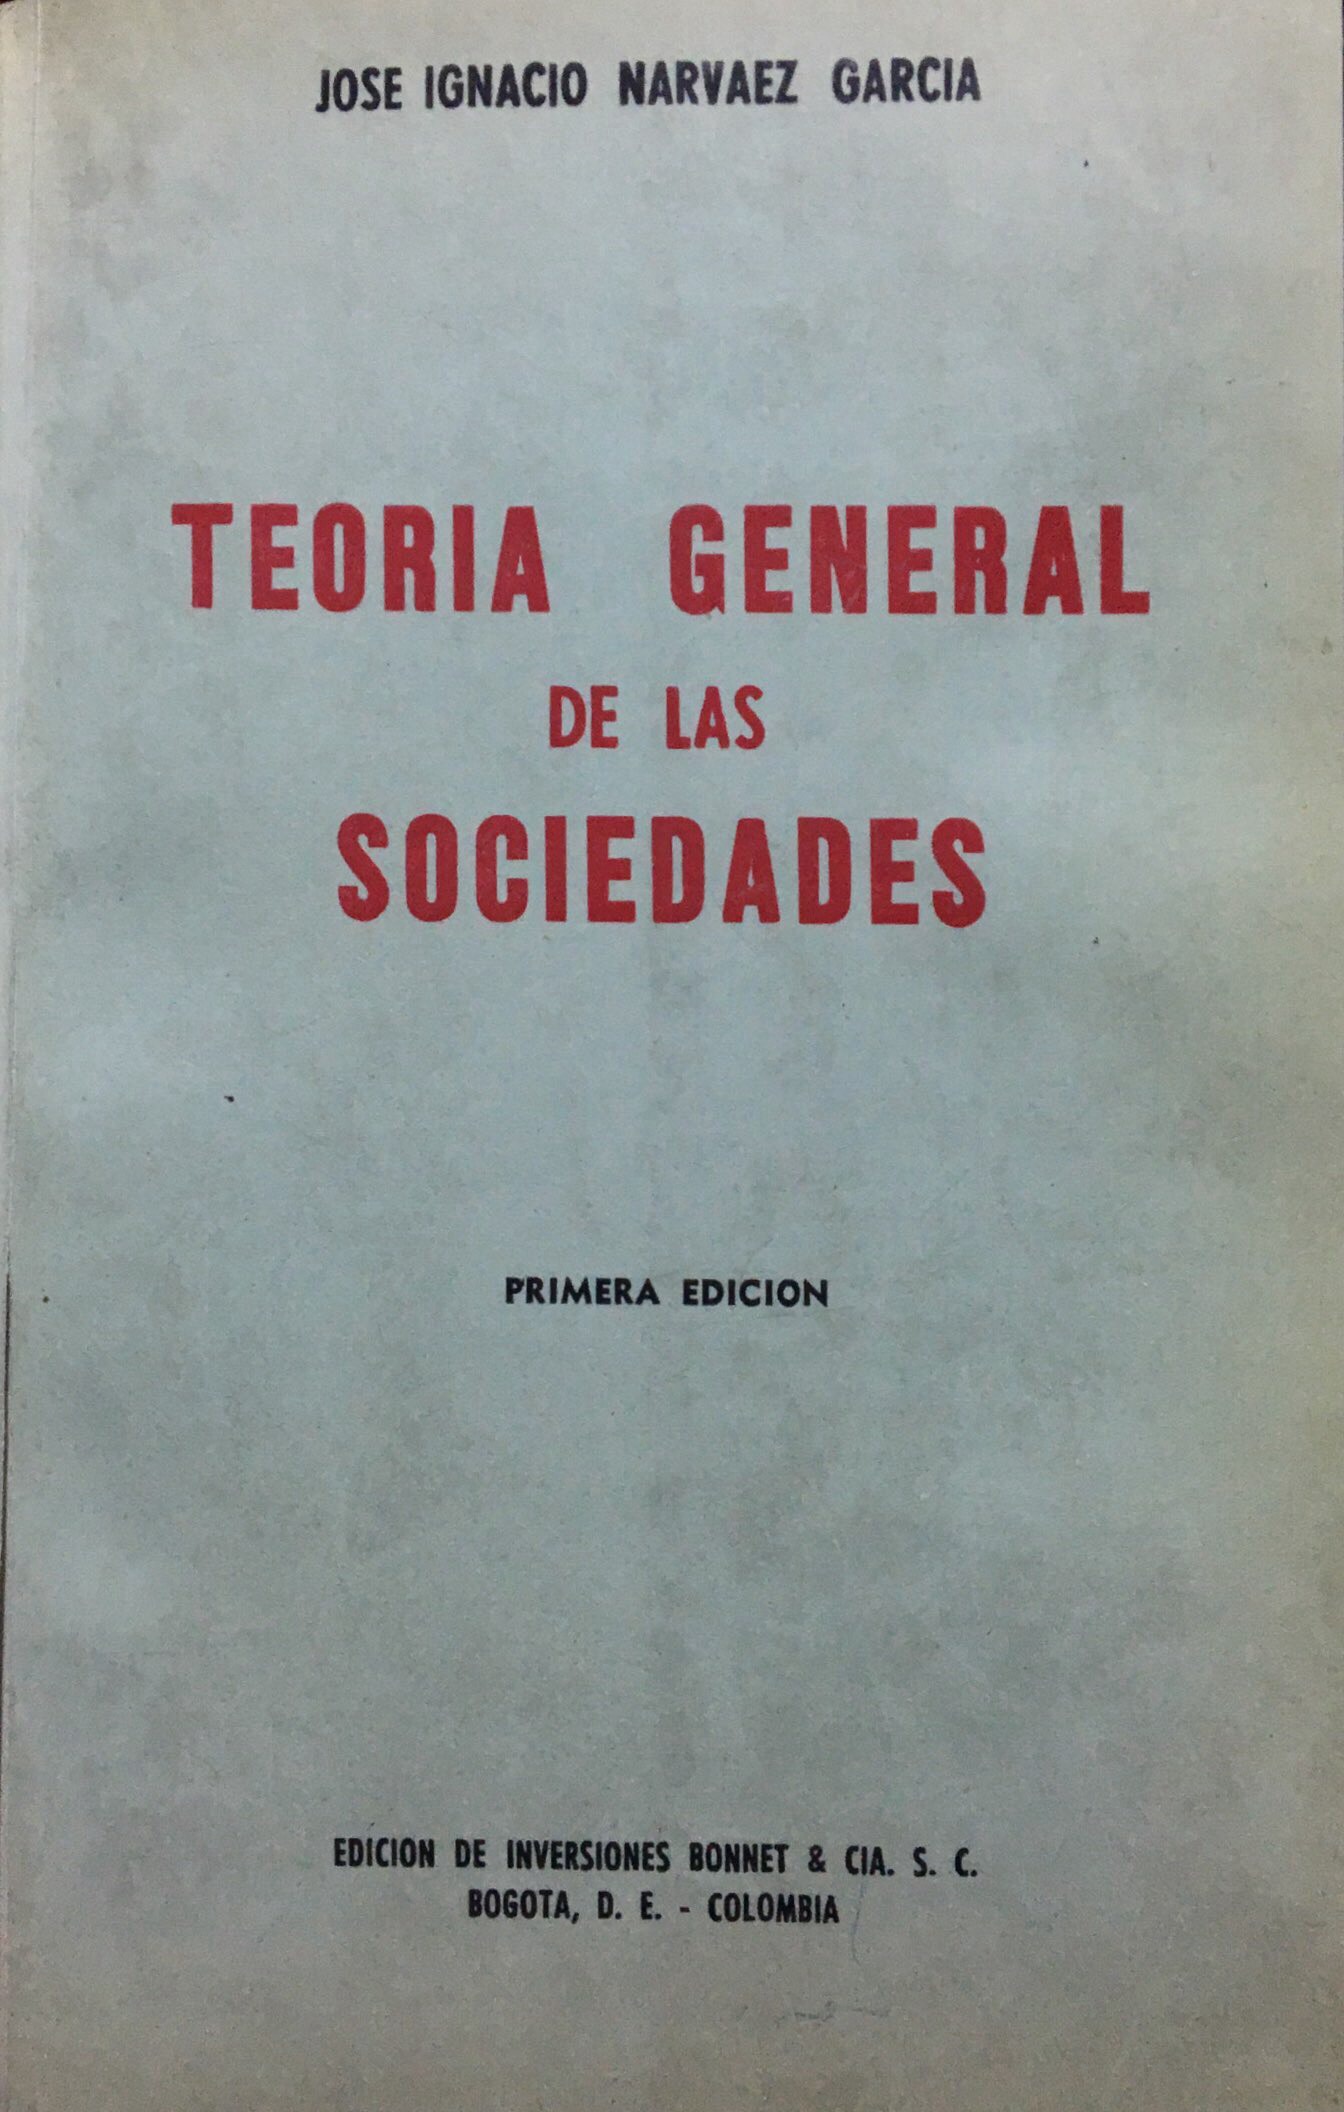 JOSE IGNACIO NARVAEZ GARCIA
TEORIA GENERAL
DE LAS
SOCIEDADES
PRIMERA EDICION
EDICION DE INVERSIONES BONNET & CIA. S. C.
BOGOTA, D. E. - COLOMBIA